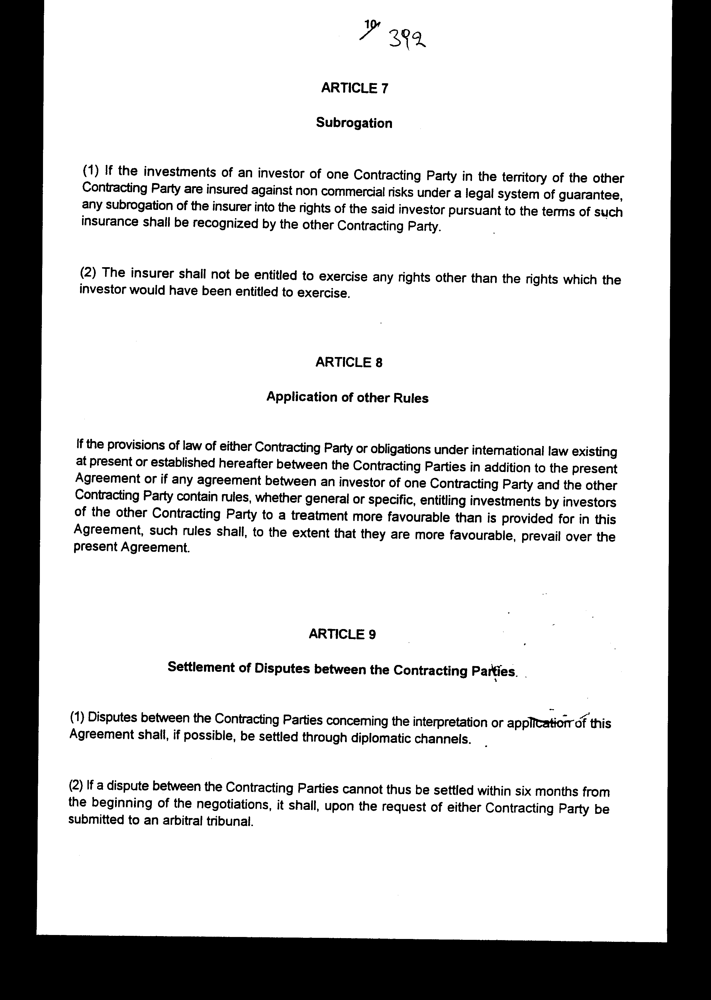 10
392
ARTICLE 7
Subrogation
(1) If the investments of an investor of one Contracting Party in the territory of the other
Contracting Party are insured against non commercial risks under a legal system of guarantee,
any subrogation of the insurer into the rights of the said investor pursuant to the terms of such
insurance shall be recognized by the other Contracting Party.
(2) The insurer shall not be entitled to exercise any rights other than the rights which the
investor would have been entitled to exercise.
ARTICLE 8
Application of other Rules
If the provisions of law of either Contracting Party or obligations under international law existing
at present or established hereafter between the Contracting Parties in addition to the present
Agreement or if any agreement between an investor of one Contracting Party and the other
Contracting Party contain rules, whether general or specific, entitling investments by investors
of the other Contracting Party to a treatment more favourable than is provided for in this
Agreement, such rules shall, to the extent that they are more favourable, prevail over the
present Agreement.
ARTICLE 9
Settlement of Disputes between the Contracting Parties.
(1) Disputes between the Contracting Parties concerning the interpretation or application of this
Agreement shall, if possible, be settled through diplomatic channels.
(2) If a dispute between the Contracting Parties cannot thus be settled within six months from
the beginning of the negotiations, it shall, upon the request of either Contracting Party be
submitted to an arbitral tribunal.